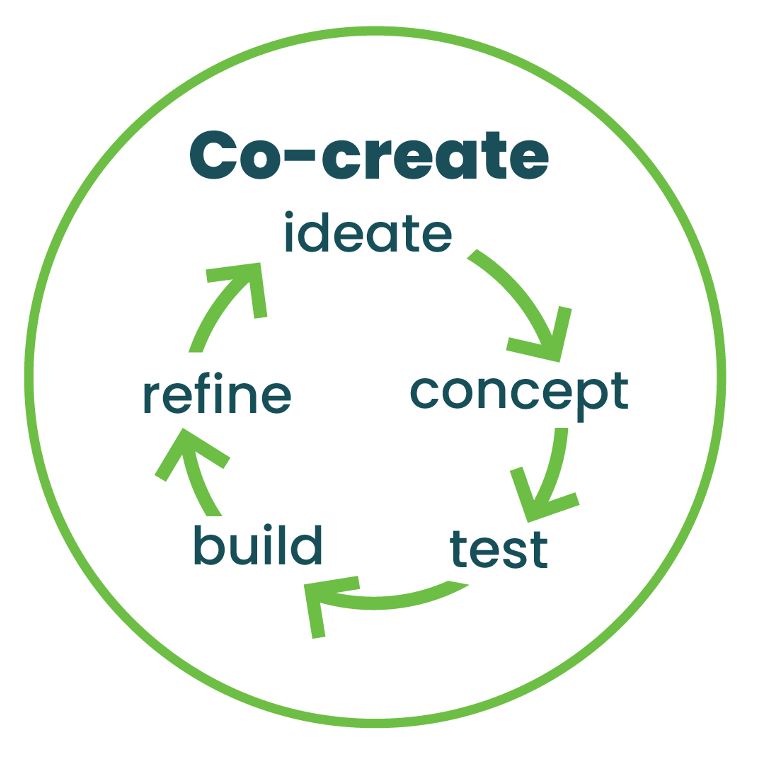 Co-create
ideate
concept
test
build
refine